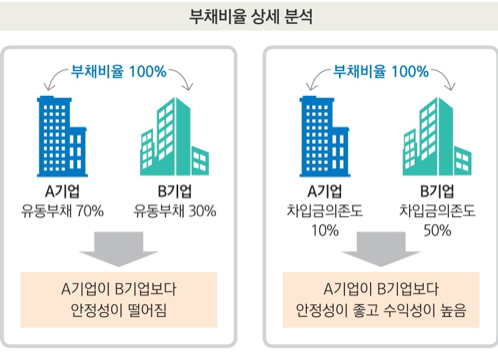 부채비율 상세 분석
부채비율 100%
A기업
유동부채 70%
B기업
유동부채 30%
A기업이 B기업보다
안정성이 떨어짐
부채비율 100%
A기업
차입금의존도
10%
B기업
차입금의존도
50%
A기업이 B기업보다
안정성이 좋고 수익성이 높음